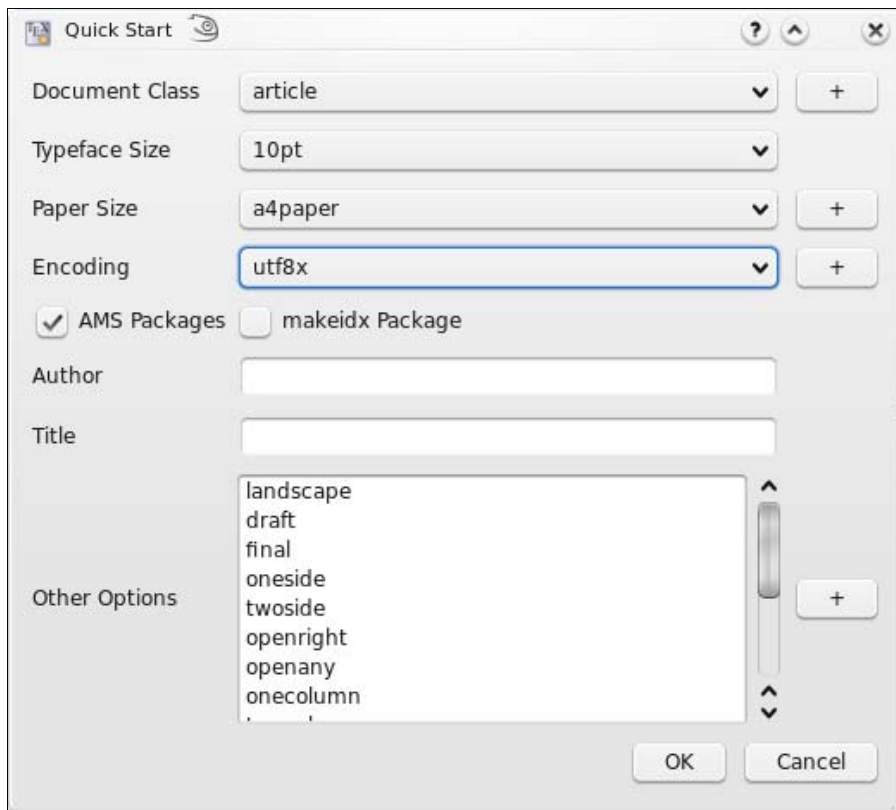 Quick Start
Document Class article +
Typeface Size 10pt
Paper Size a4paper +
Encoding utf8x +
AMS Packages makeidx Package
Author
Title
landscape
draft
final
oneside
Other Options twoside +
openright
openany
onecolumn
OK Cancel